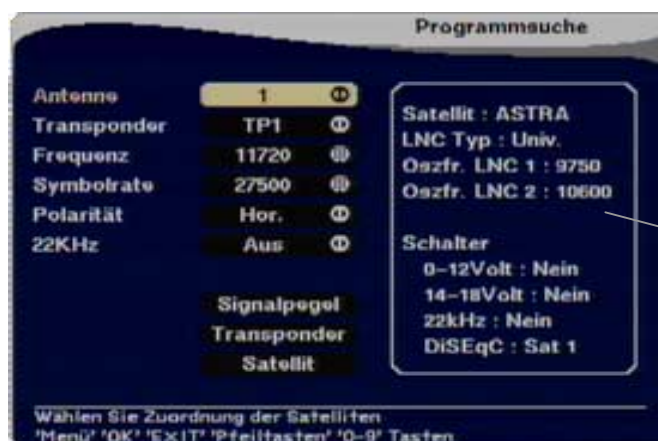 Programmsuche
Antenne 1
Transponder TP1
Frequenz 11720
Symbolrate 27500
Polarität Hor.
22KHz Aus
Signalpegel
Transponder
Satellit
Satellit : ASTRA
LNC Typ : Univ.
Oszfr. LNC 1 : 9750
Oszfr. LNC 2 : 10600
Schalter
0-12Volt : Nein
14-18Volt : Nein
22kHz : Nein
DiSEqC : Sat 1
Wählen Sie Zuordnung der Satelliten
'Menü' 'OK' 'EXIT' 'Pfeiltasten' '0-9' Tasten